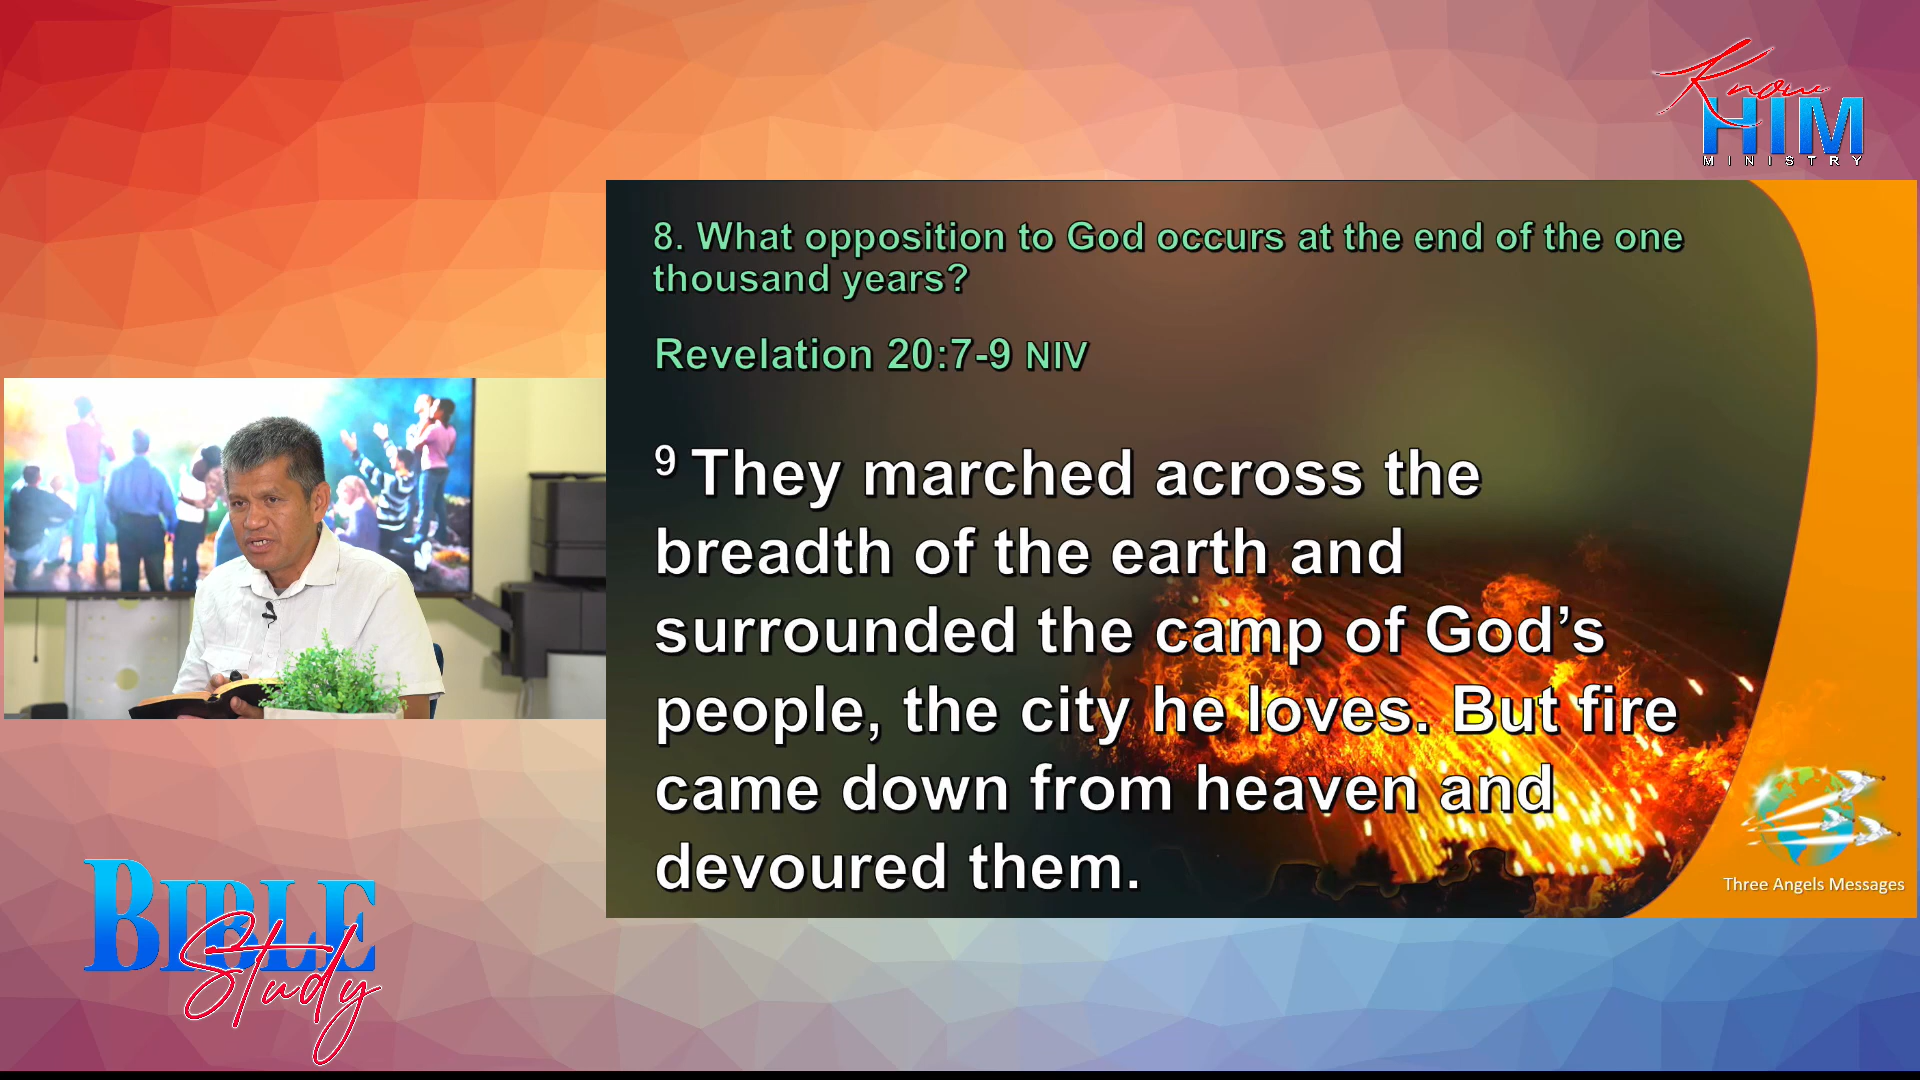 Know
HIM
MINISTRY
8. What opposition to God occurs at the end of the one
thousand years?
Revelation 20:7-9 NIV
9 They marched across the
breadth of the earth and
surrounded the camp of God’s
people, the city he loves. But fire
came down from heaven and
devoured them.
Three Angels Messages
BIBLE
Study